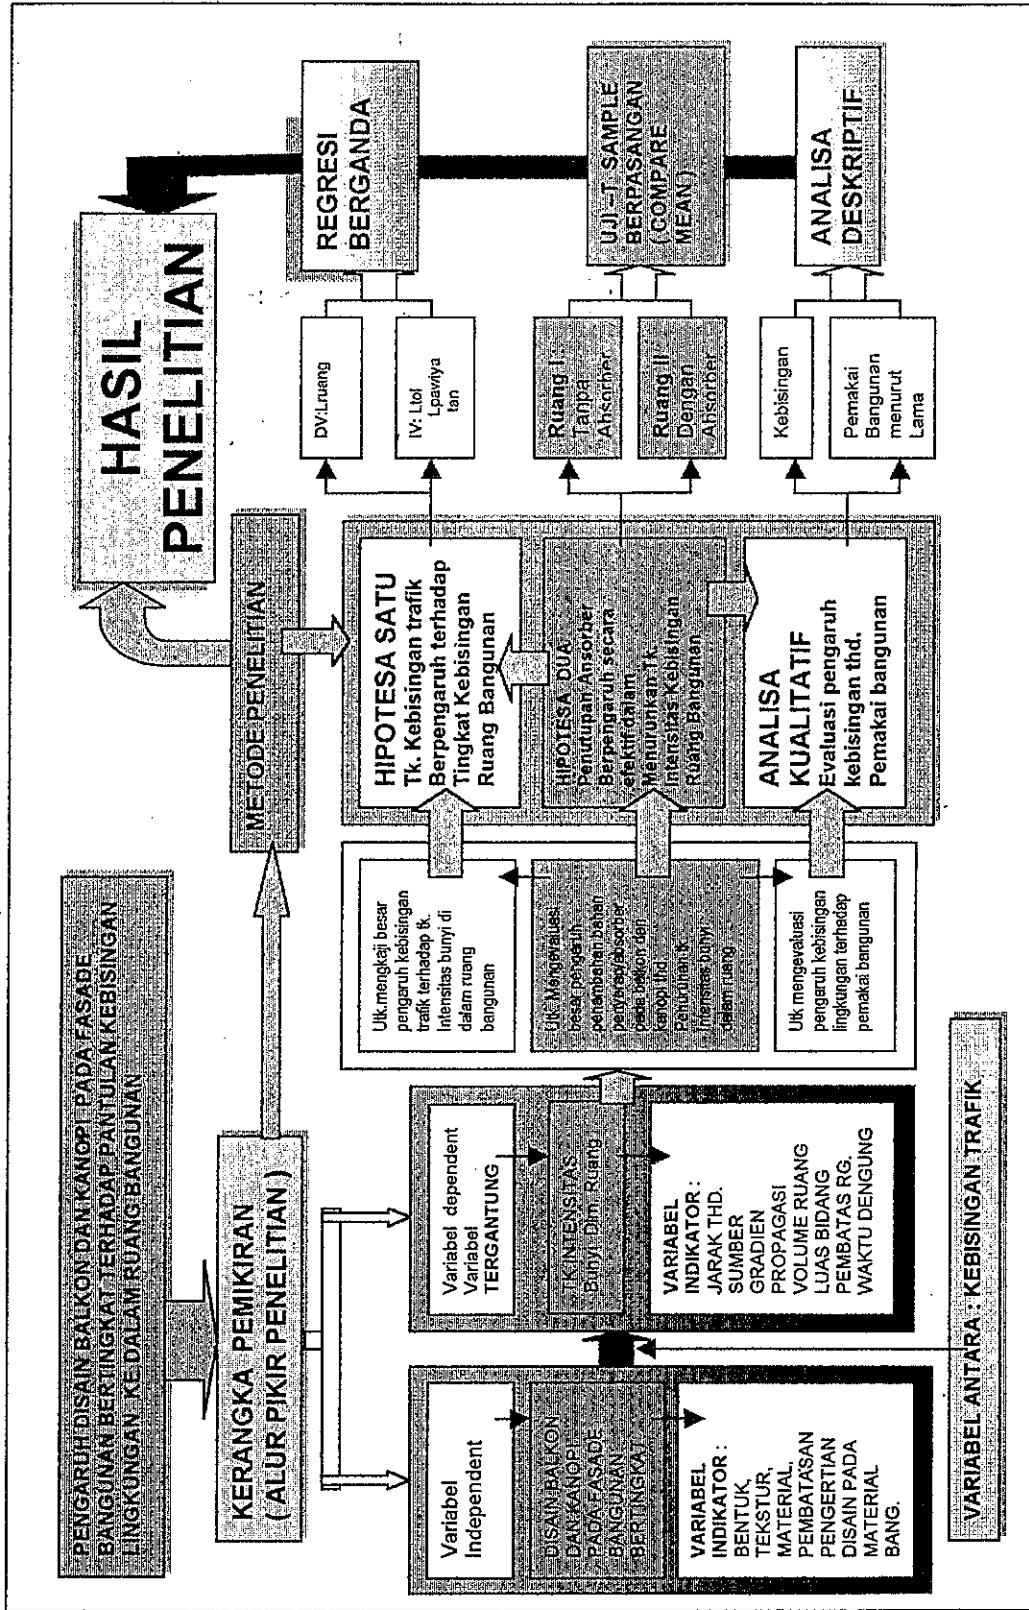 PENGARUH DISAIN BALKON DAN KANOPI PADA FASADE
BANGUNAN BERTINGKAT TERHADAP PANTULAN KEBISINGAN
LINGKUNGAN KE DALAM RUANG BANGUNAN
KERANGKA PEMIKIRAN
( ALUR PIKIR PENELITIAN )
METODE PENELITIAN
HASIL
PENELITIAN
Variabel
Independent
DISAIN BALKON
DAN KANOPI
PADA FASADE
BANGUNAN
BERTINGKAT
VARIABEL
INDIKATOR :
BENTUK,
TEKSTUR,
MATERIAL,
PEMBATASAN
PENGERTIAN
DISAIN PADA
MATERIAL
BANG.
Variabel dependent
Variabel
TERGANTUNG
TK INTENSITAS
Bunyi Dlm Ruang
VARIABEL
INDIKATOR :
JARAK THD.
SUMBER
GRADIEN
PROPAGASI
VOLUME RUANG
LUAS BIDANG
PEMBATAS RG.
WAKTU DENGUNG
VARIABEL ANTARA : KEBISINGAN TRAFIK
Utk mengkaji besar
pengaruh kebisingan
trafik terhadap tk.
Intensitas bunyi di
dalam ruang
bangunan
Utk Mengevaluasi
besar pengaruh
penambahan bahan
penyerap/absorber
pada balkon dan
kanopi thd
Penurunan tk.
Intensitas bunyi
dalam ruang
Utk mengevaluasi
pengaruh kebisingan
lingkungan terhadap
pemakai bangunan
HIPOTESA SATU
Tk. Kebisingan trafik
Berpengaruh terhadap
Tingkat Kebisingan
Ruang Bangunan
HIPOTESA DUA
Penutupan Absorber
Berpengaruh secara
efektif dalam
Menurunkan Tk.
Intensitas Kebisingan
Ruang Bangunan
ANALISA
KUALITATIF
Evaluasi pengaruh
kebisingan thd.
Pemakai bangunan
DV:Lruang
IV: Ltol
Lpavitya
tan
Ruang I
Tanpa
Absorber
Ruang II
Dengan
Absorber
Kebisingan
Pemakai
Bangunan
menurut
Lama
REGRESI
BERGANDA
UJI –T SAMPLE
BERPASANGAN
( COMPARE
MEAN )
ANALISA
DESKRIPTIF